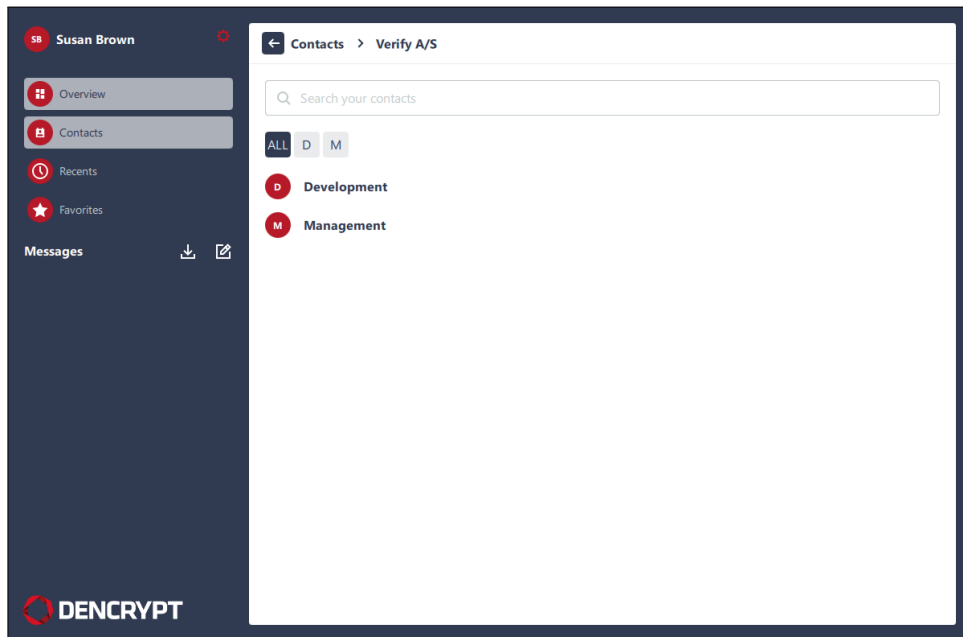 SB Susan Brown
Overview
Contacts
Recents
Favorites
Messages
DENCRYPT
Contacts > Verify A/S
Search your contacts
ALL D M
D Development
M Management